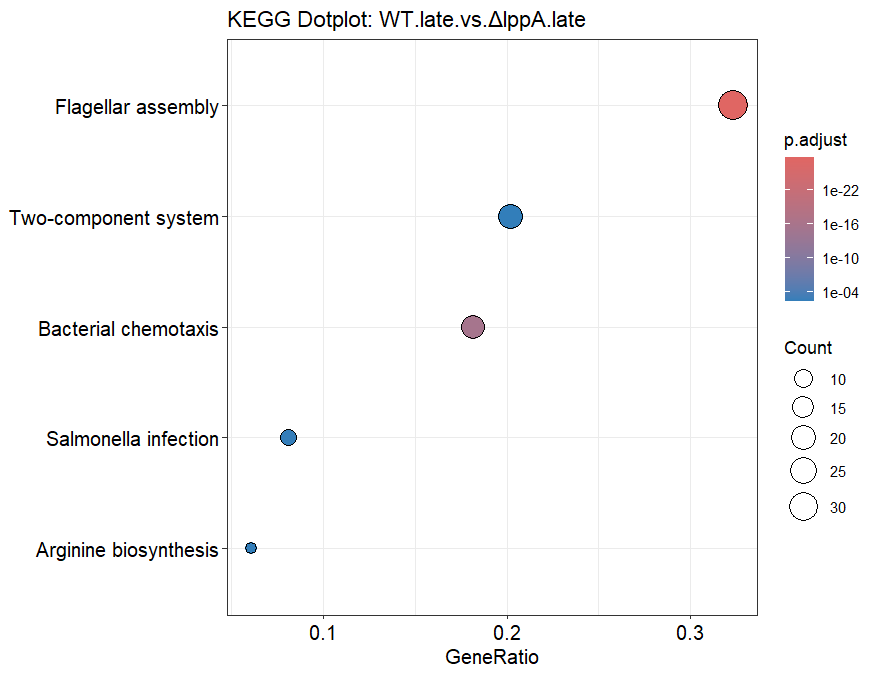 KEGG Dotplot: WT.late.vs.ΔlppA.late
Flagellar assembly
Two-component system
Bacterial chemotaxis
Salmonella infection
Arginine biosynthesis
0.1
0.2
0.3
GeneRatio
p.adjust
1e-22
1e-16
1e-10
1e-04
Count
10
15
20
25
30